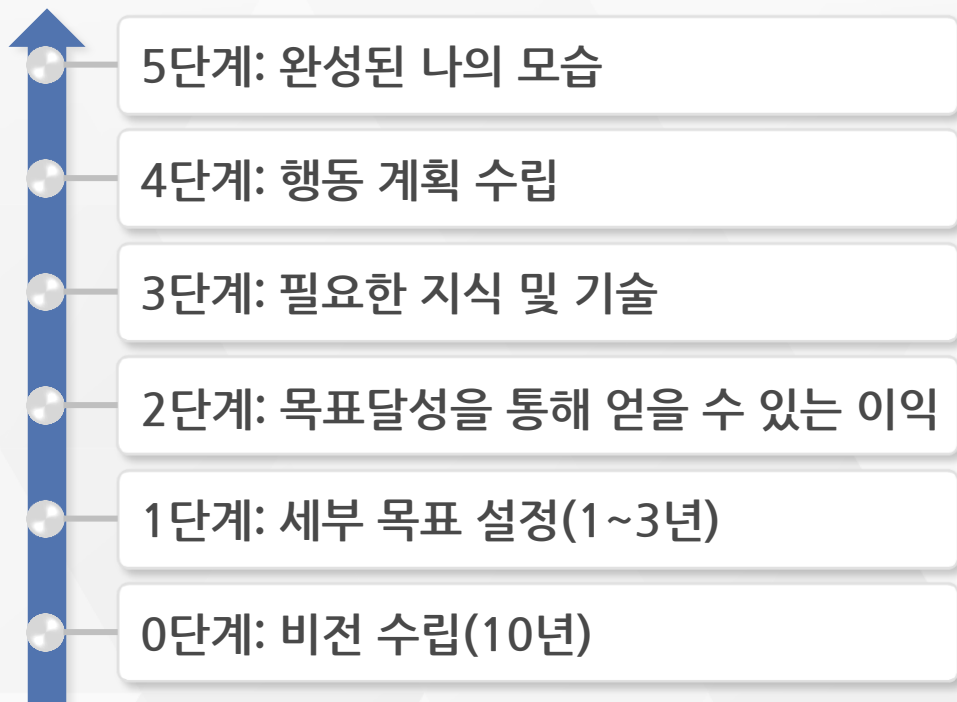 5단계: 완성된 나의 모습
4단계: 행동 계획 수립
3단계: 필요한 지식 및 기술
2단계: 목표달성을 통해 얻을 수 있는 이익
1단계: 세부 목표 설정(1~3년)
0단계: 비전 수립(10년)